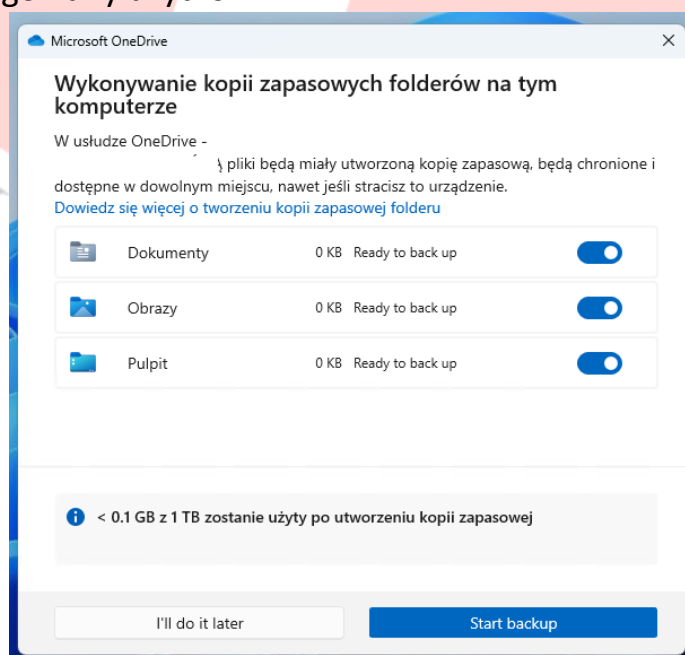 Microsoft OneDrive
Wykonywanie kopii zapasowych folderów na tym
komputerze
W usłudze OneDrive -
pliki będą miały utworzoną kopię zapasową, będą chronione i
dostępne w dowolnym miejscu, nawet jeśli stracisz to urządzenie.
Dowiedz się więcej o tworzeniu kopii zapasowej folderu
Dokumenty 0 KB Ready to back up
Obrazy 0 KB Ready to back up
Pulpit 0 KB Ready to back up
< 0.1 GB z 1 TB zostanie użyty po utworzeniu kopii zapasowej
I'll do it later Start backup